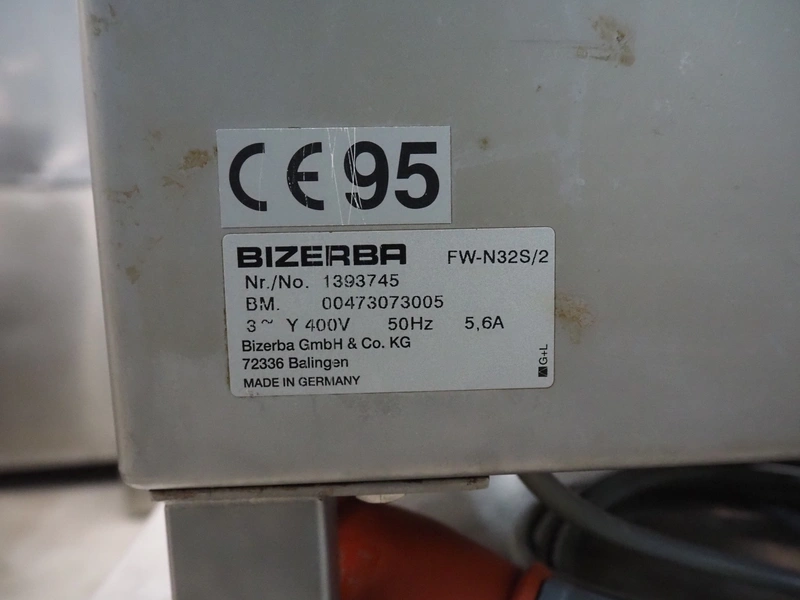 CE 95
BIZERBA FW-N32S/2
Nr./No. 1393745
BM. 00473073005
3~ Y 400V 50Hz 5,6A
Bizerba GmbH & Co. KG
72336 Balingen
MADE IN GERMANY
G+L